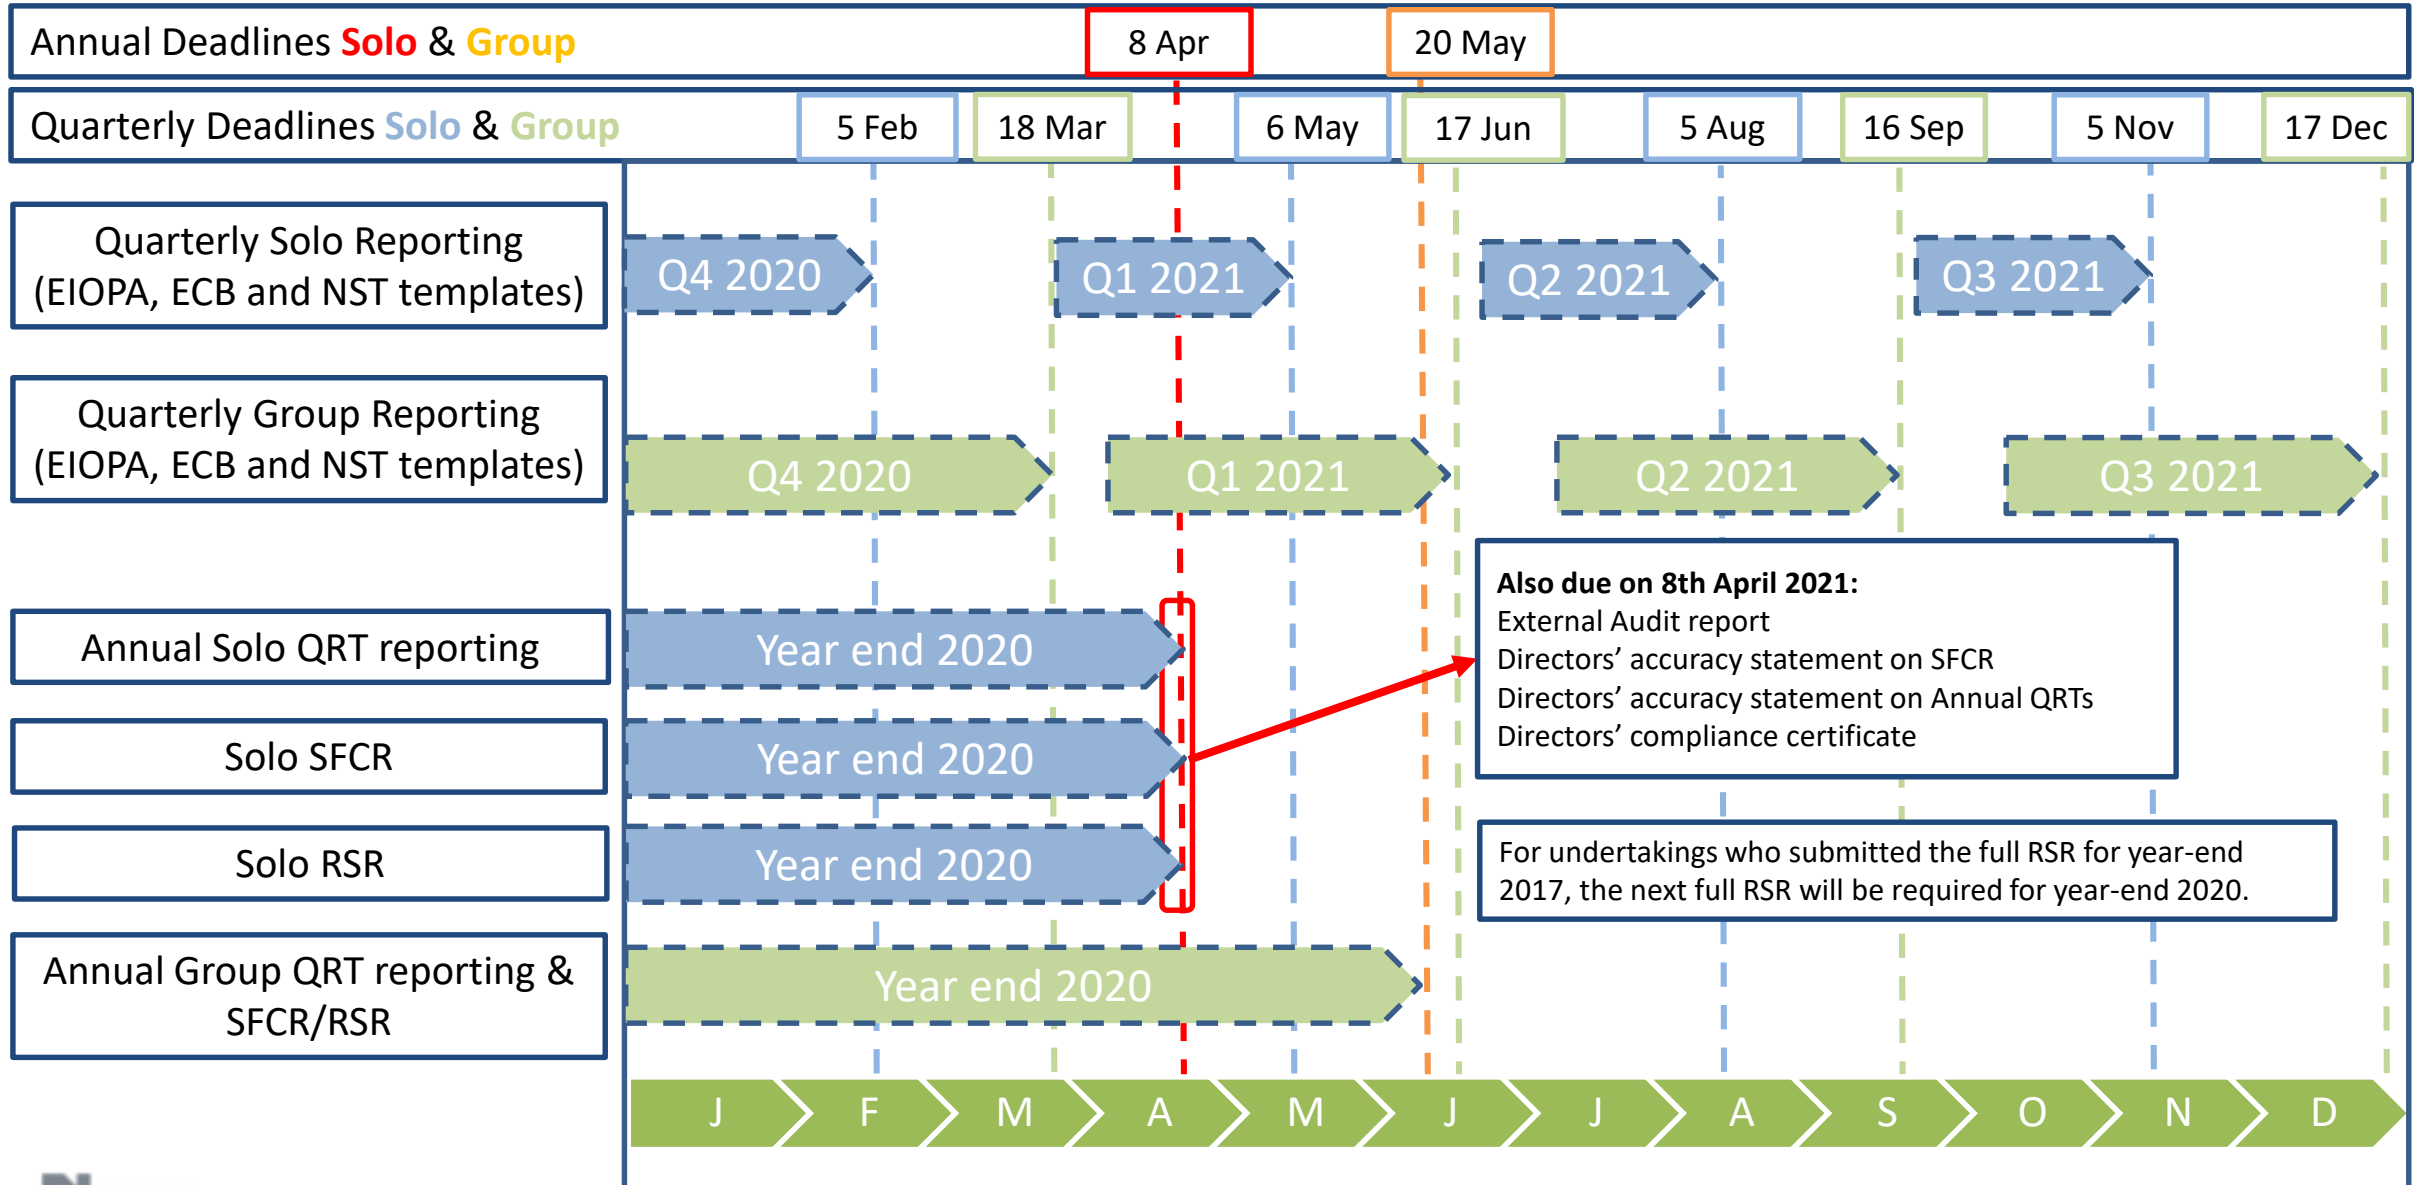 Annual Deadlines Solo & Group
8 Apr
20 May
Quarterly Deadlines Solo & Group
5 Feb
18 Mar
6 May
17 Jun
5 Aug
16 Sep
5 Nov
17 Dec
Quarterly Solo Reporting
(EIOPA, ECB and NST templates)
Q4 2020
Q1 2021
Q2 2021
Q3 2021
Quarterly Group Reporting
(EIOPA, ECB and NST templates)
Q4 2020
Q1 2021
Q2 2021
Q3 2021
Also due on 8th April 2021:
External Audit report
Directors’ accuracy statement on SFCR
Directors’ accuracy statement on Annual QRTs
Directors’ compliance certificate
Annual Solo QRT reporting
Year end 2020
Solo SFCR
Year end 2020
Solo RSR
Year end 2020
For undertakings who submitted the full RSR for year-end
2017, the next full RSR will be required for year-end 2020.
Annual Group QRT reporting &
SFCR/RSR
Year end 2020
J
F
M
A
M
J
J
A
S
O
N
D